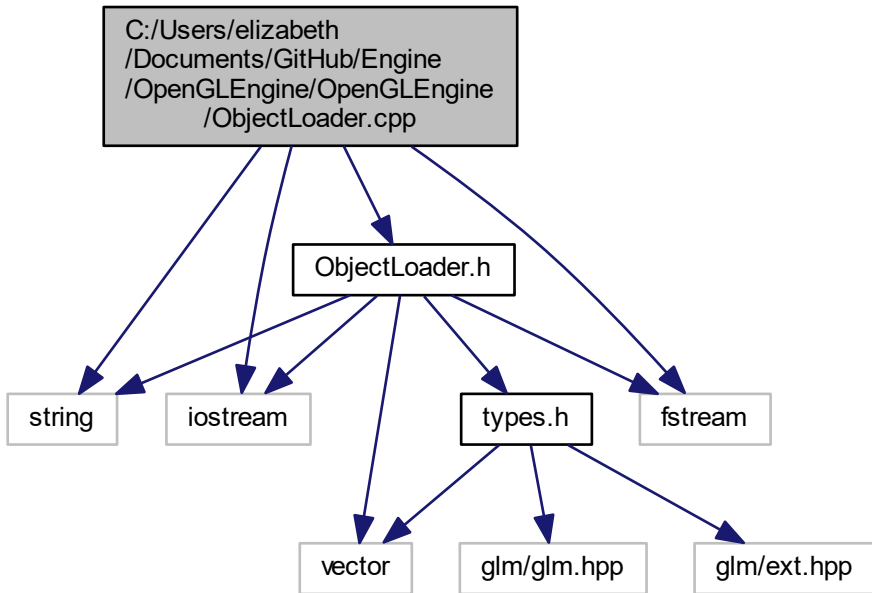 C:/Users/elizabeth
/Documents/GitHub/Engine
/OpenGLEngine/OpenGLEngine
/ObjectLoader.cpp
ObjectLoader.h
string
iostream
types.h
fstream
vector
glm/glm.hpp
glm/ext.hpp